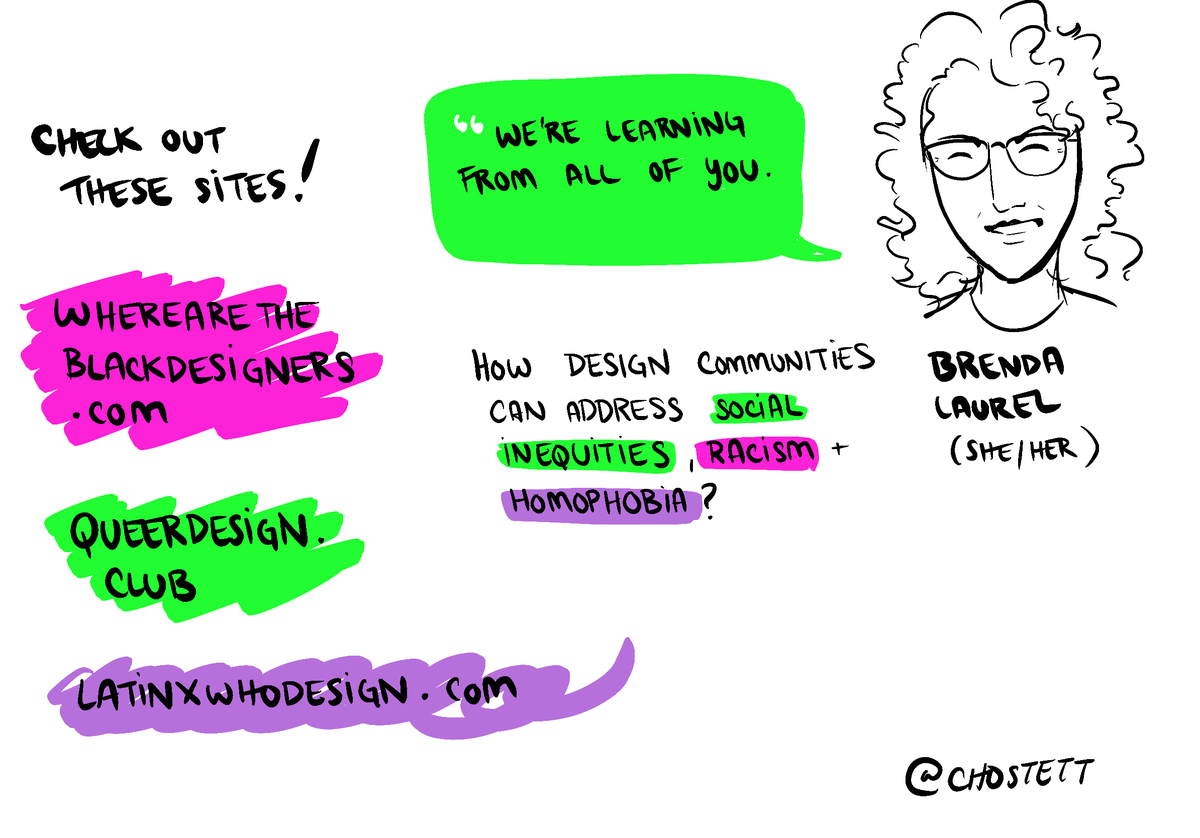 CHECK OUT
THESE SITES!
WHEREARETHE
BLACKDESIGNERS
.COM
QUEERDESIGN.
CLUB
LATINXWHODESIGN.COM
“WE'RE LEARNING
FROM ALL OF YOU.
HOW DESIGN COMMUNITIES
CAN ADDRESS SOCIAL
INEQUITIES, RACISM +
HOMOPHOBIA?
BRENDA
LAUREL
(SHE/HER)
@CHOSTETT